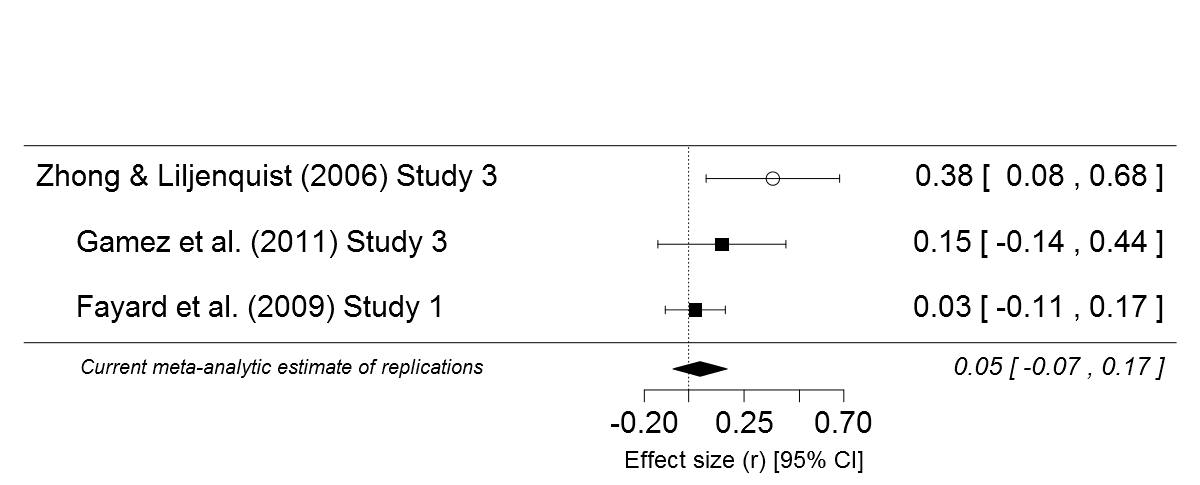 Zhong & Liljenquist (2006) Study 3 0.38 [ 0.08 , 0.68 ]
Gamez et al. (2011) Study 3 0.15 [ -0.14 , 0.44 ]
Fayard et al. (2009) Study 1 0.03 [ -0.11 , 0.17 ]
Current meta-analytic estimate of replications 0.05 [ -0.07 , 0.17 ]
-0.20 0.25 0.70
Effect size (r) [95% CI]